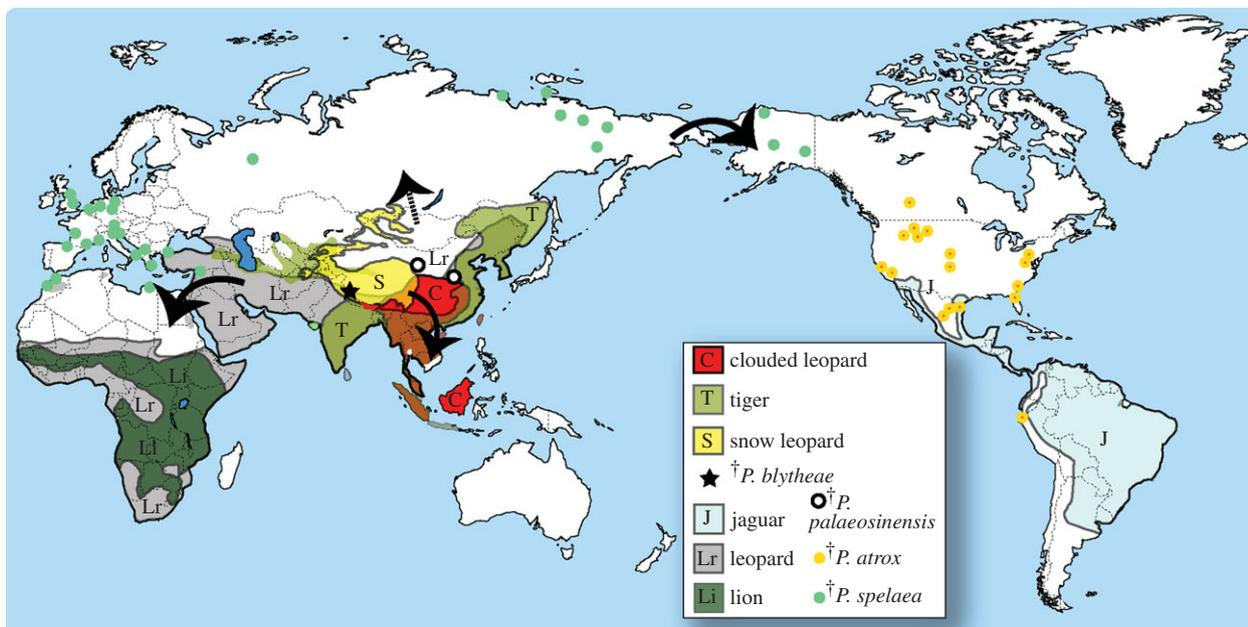 T
Lr
S
C
Lr
Lr
T
Li
Lr
Li
Lr
C
J
J
C clouded leopard
T tiger
S snow leopard
†P. blytheae
J jaguar †P.
palaeosinensis
Lr leopard †P. atrox
Li lion †P. spelaea